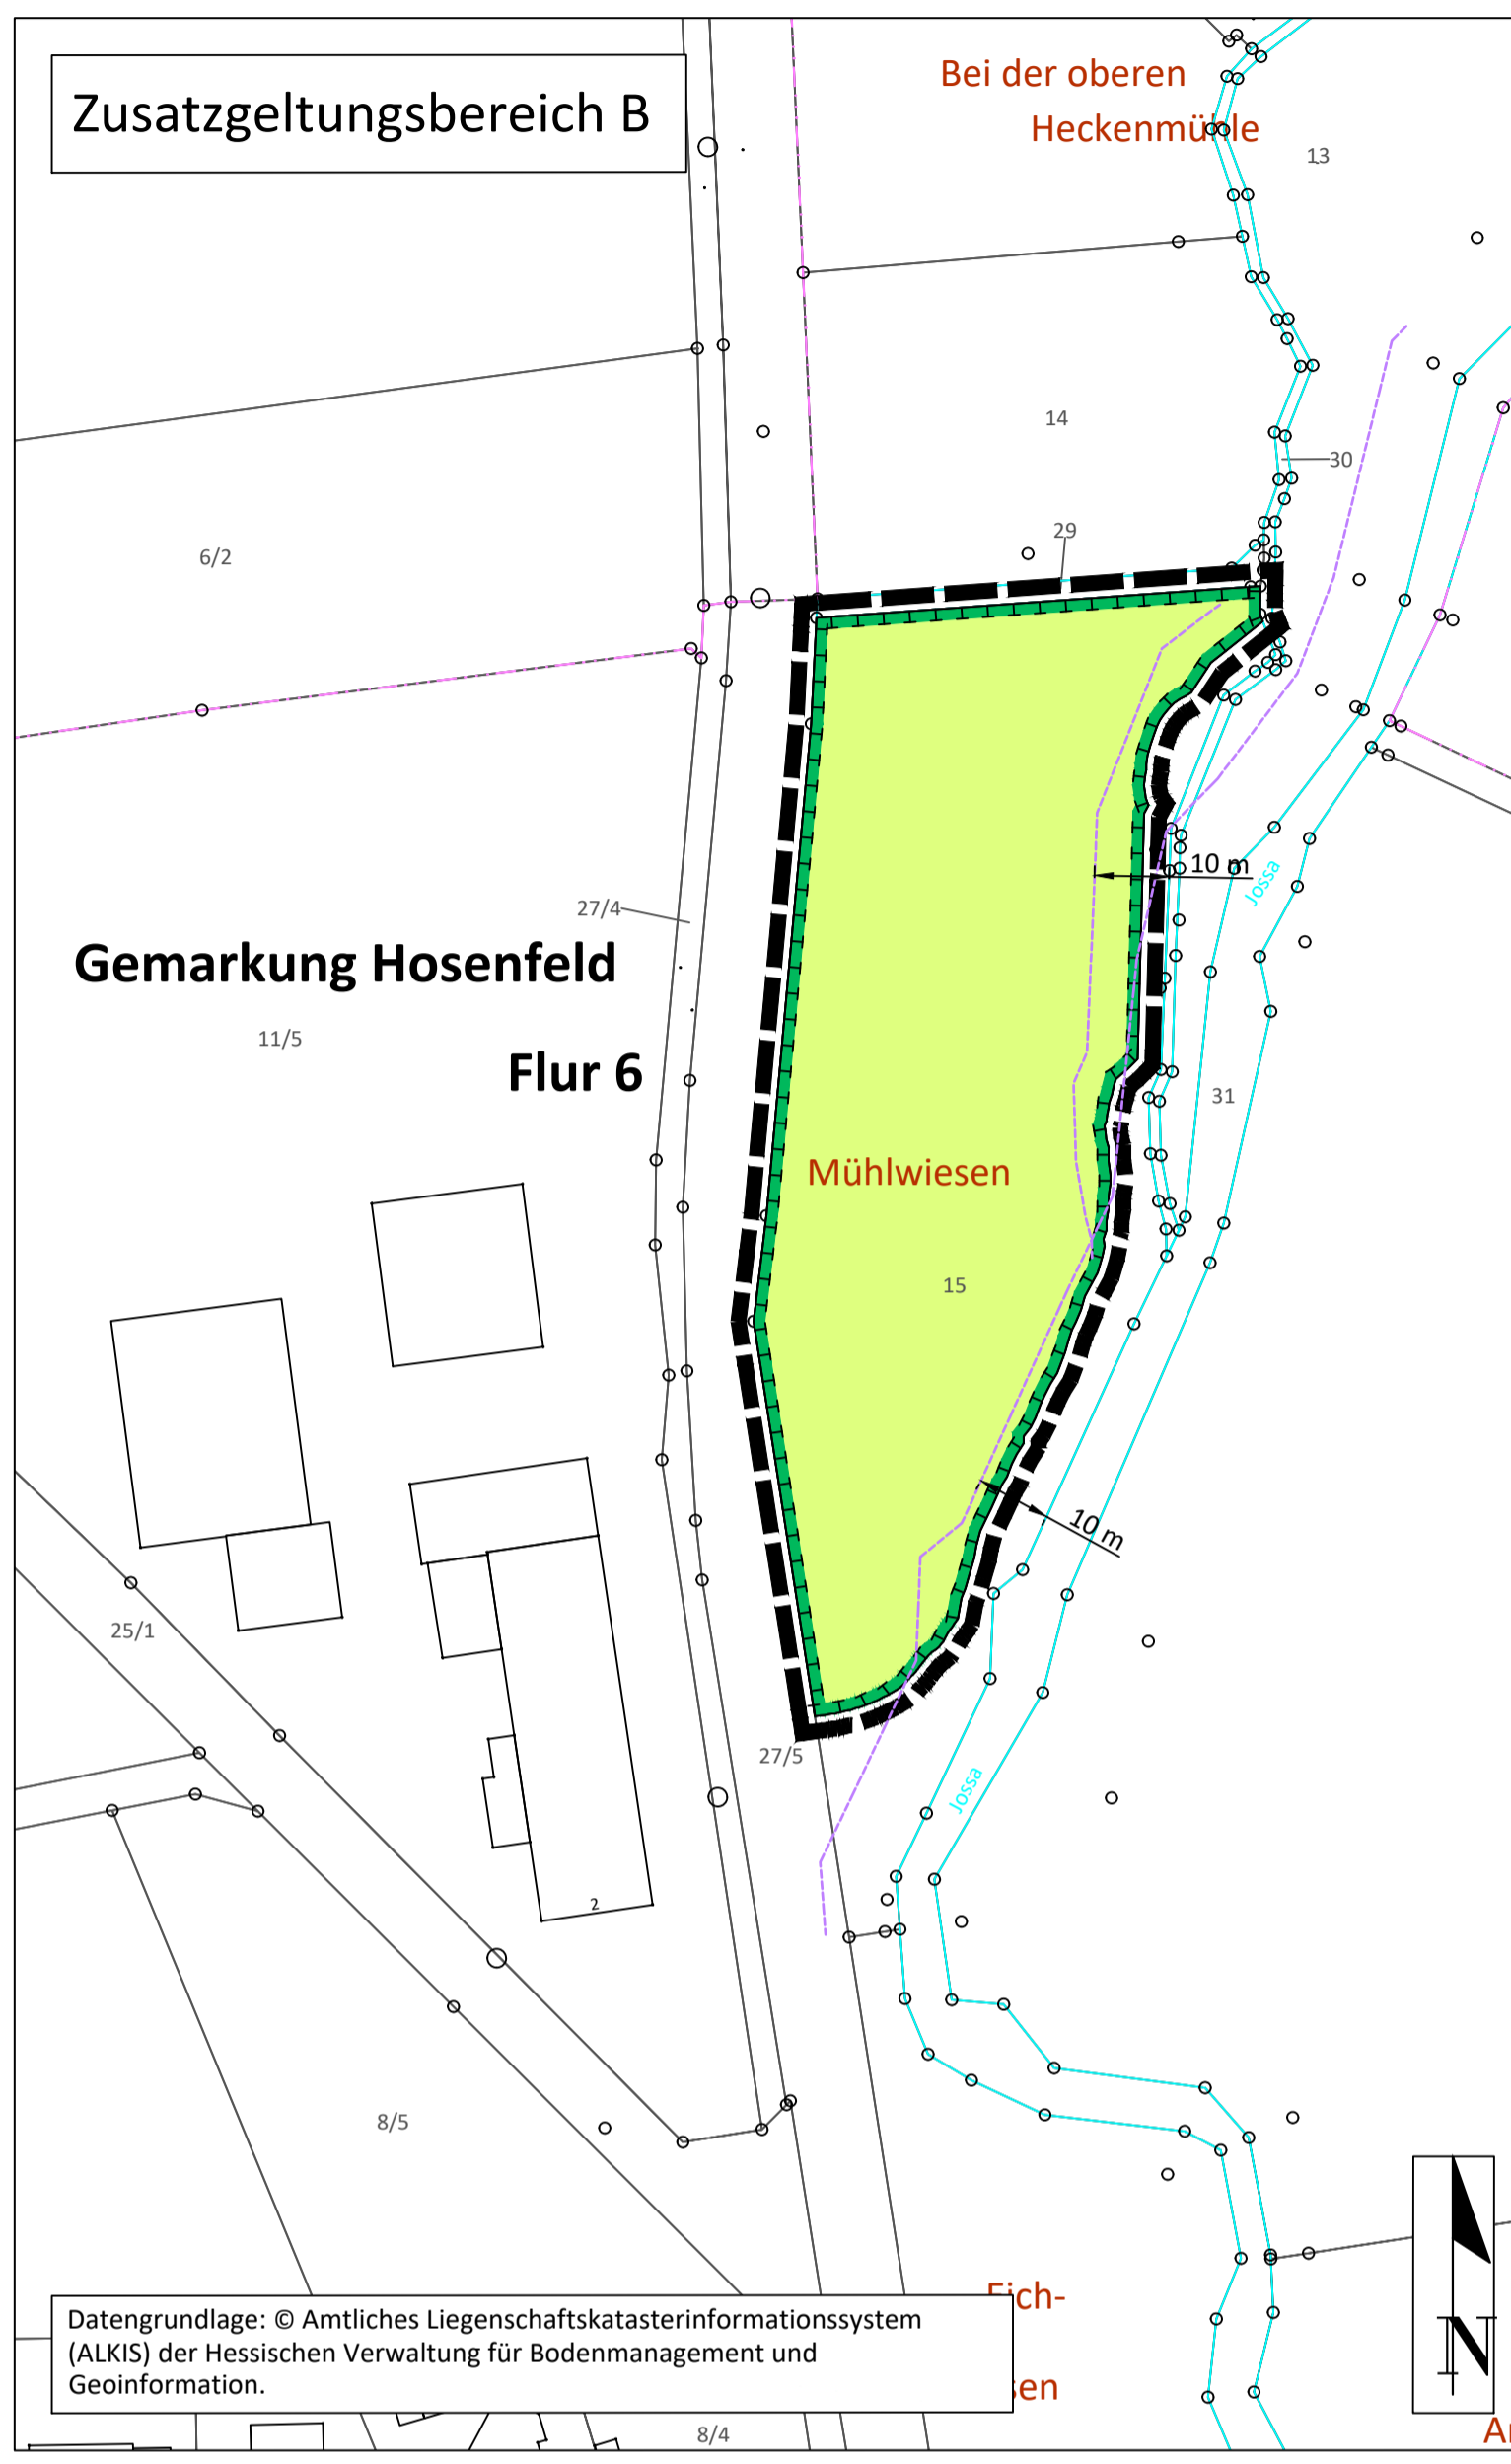 Zusatzgeltungsbereich B
Bei der oberen
Heckenmühle
13
14
30
29
6/2
27/4
10 m
Jossa
Gemarkung Hosenfeld
11/5
Flur 6
31
Mühlwiesen
15
10 m
25/1
27/5
Jossa
2
8/5
Datengrundlage: © Amtliches Liegenschaftskatasterinformationssystem
(ALKIS) der Hessischen Verwaltung für Bodenmanagement und
Geoinformation.
Eich-
8/4
N